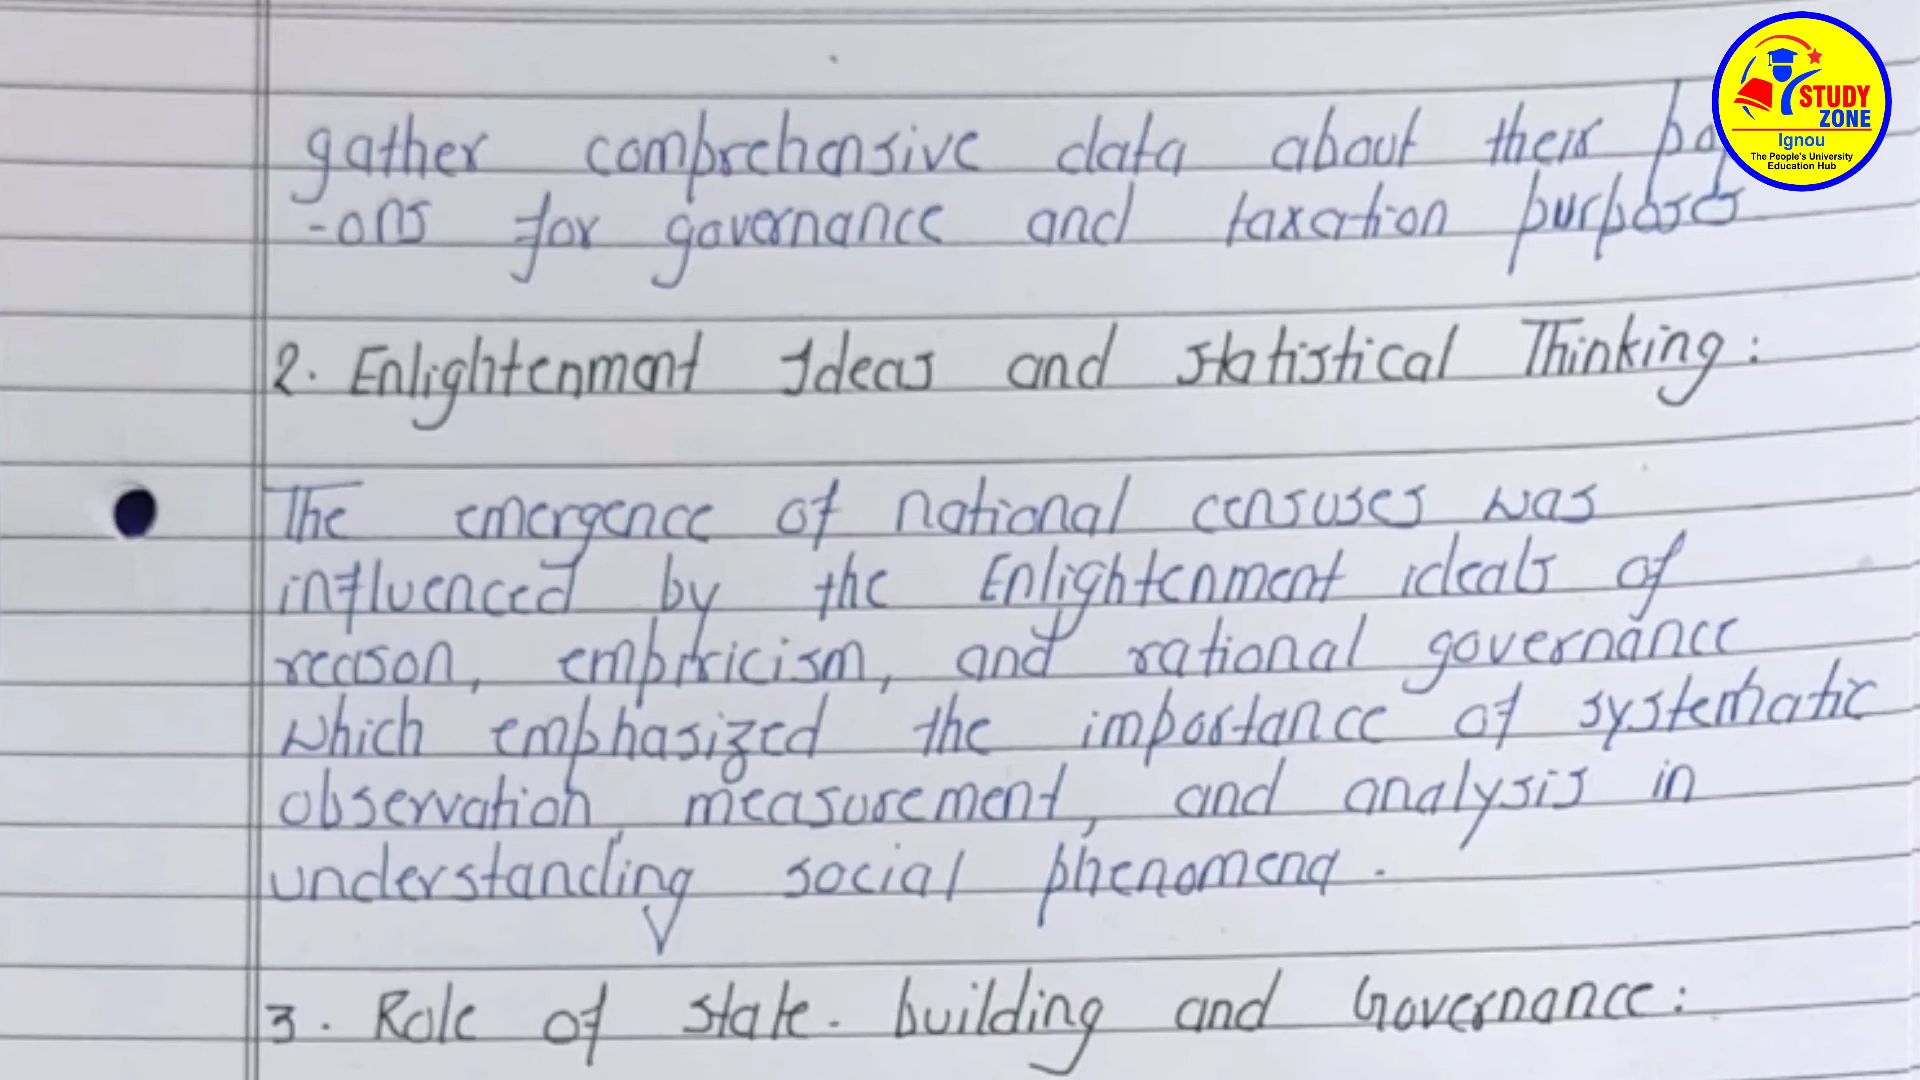 gather comprehensive data about their
-ons for governance and taxation purposes
2. Enlightenment Ideas and Statistical Thinking:
The emergence of national censuses was
influenced by the Enlightenment ideals of
reason, empiricism, and rational governance
which emphasized the importance of systematic
observation, measurement, and analysis in
understanding social phenomena.
3. Role of State-building and Governance:
STUDY
ZONE
Ignou
The People's University
Education Hub